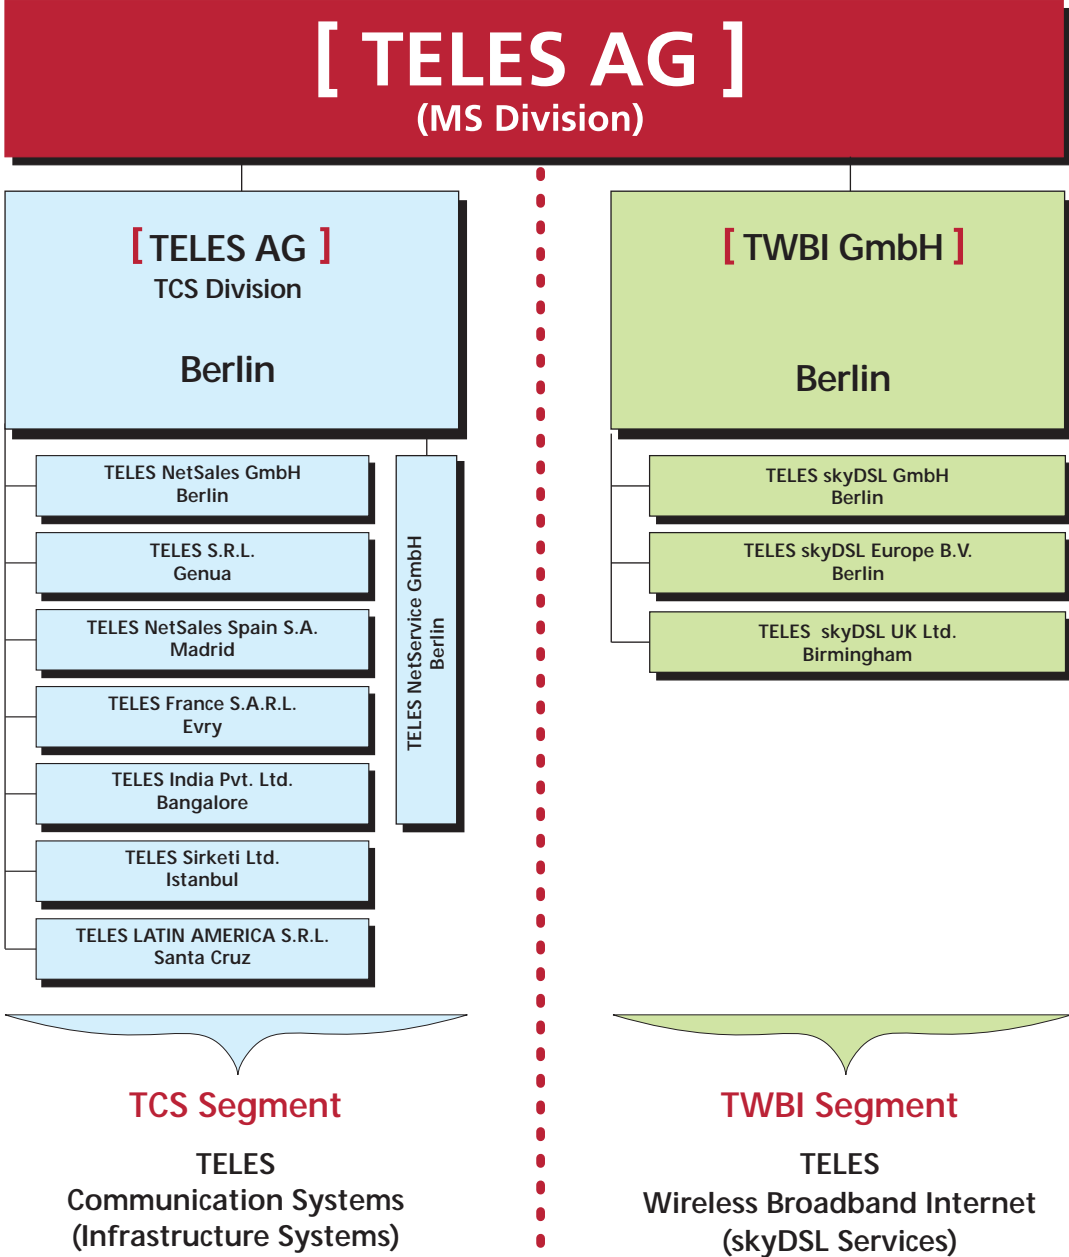 [ TELES AG ]
(MS Division)
[ TELES AG ]
TCS Division
Berlin
TELES NetSales GmbH
Berlin
TELES S.R.L.
Genua
TELES NetSales Spain S.A.
Madrid
TELES France S.A.R.L.
Evry
TELES India Pvt. Ltd.
Bangalore
TELES Sirketi Ltd.
Istanbul
TELES LATIN AMERICA S.R.L.
Santa Cruz
TELES NetService GmbH
Berlin
TCS Segment
TELES
Communication Systems
(Infrastructure Systems)
[ TWBI GmbH ]
Berlin
TELES skyDSL GmbH
Berlin
TELES skyDSL Europe B.V.
Berlin
TELES skyDSL UK Ltd.
Birmingham
TWBI Segment
TELES
Wireless Broadband Internet
(skyDSL Services)